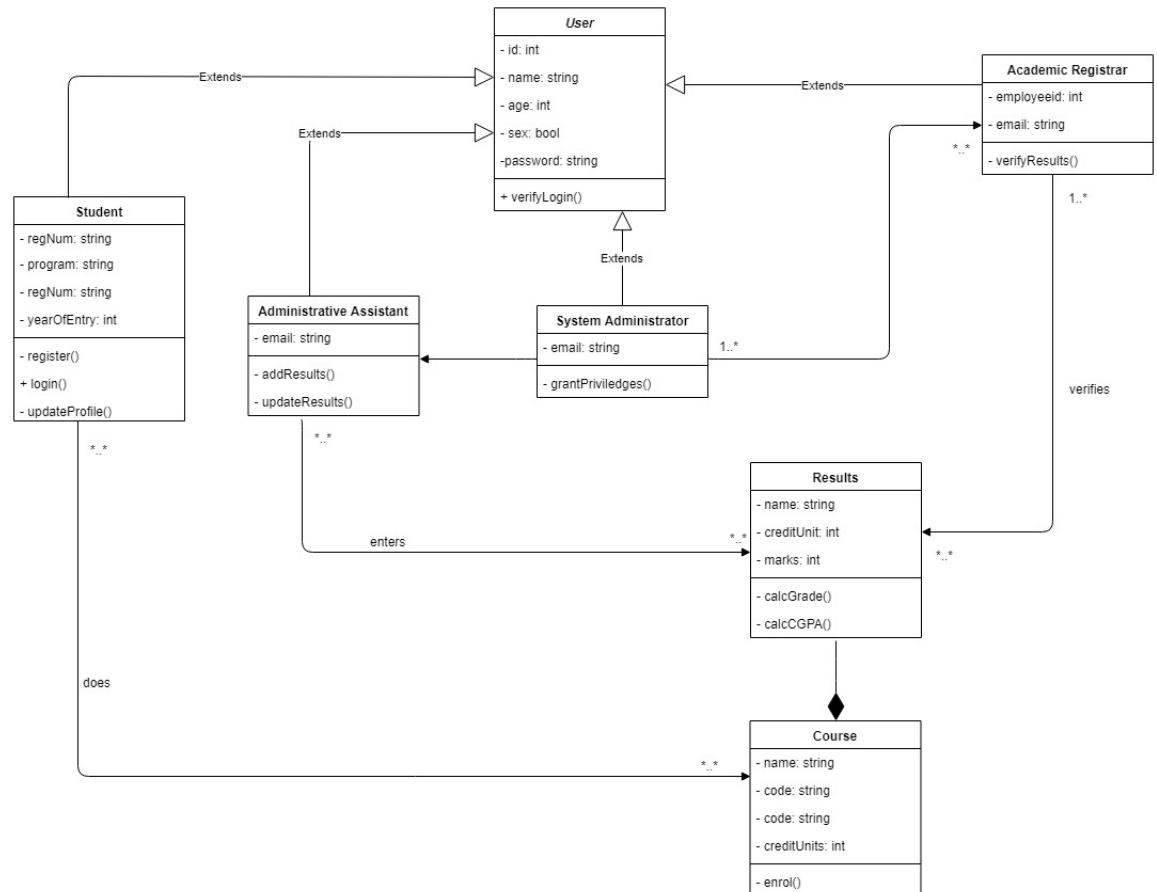 User
- id: int
- name: string
- age: int
- sex: bool
-password: string
+ verifyLogin()
Extends
Extends
Extends
Extends
Academic Registrar
- employeeid: int
- email: string
- verifyResults()
*..*
1..*
Student
- regNum: string
- program: string
- regNum: string
- yearOfEntry: int
- register()
+ login()
- updateProfile()
*..*
Administrative Assistant
- email: string
- addResults()
- updateResults()
*..*
System Administrator
- email: string
- grantPriviledges()
1..*
verifies
enters
*..*
*..*
Results
- name: string
- creditUnit: int
- marks: int
- calcGrade()
- calcCGPA()
does
*..*
Course
- name: string
- code: string
- code: string
- creditUnits: int
- enrol()